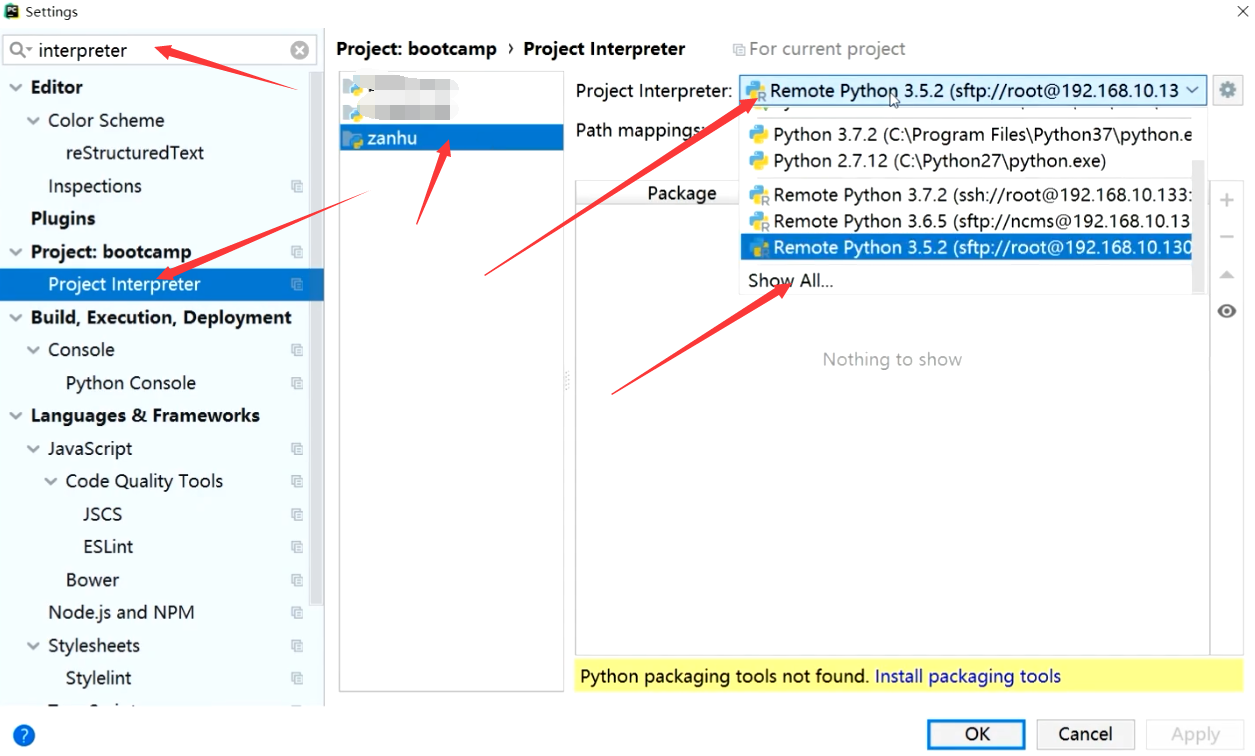 Settings
interpreter
Editor
Color Scheme
reStructuredText
Inspections
Plugins
Project: bootcamp
Project Interpreter
Build, Execution, Deployment
Console
Python Console
Languages & Frameworks
JavaScript
Code Quality Tools
JSCS
ESLint
Bower
Node.js and NPM
Stylesheets
Stylelint
Project: bootcamp › Project Interpreter
For current project
zanhu
Project Interpreter: Remote Python 3.5.2 (sftp://root@192.168.10.13
Path mappings:
Python 3.7.2 (C:\Program Files\Python37\python.e
Python 2.7.12 (C:\Python27\python.exe)
Remote Python 3.7.2 (ssh://root@192.168.10.133:
Remote Python 3.6.5 (sftp://ncms@192.168.10.13
Remote Python 3.5.2 (sftp://root@192.168.10.130
Show All...
Package
Nothing to show
Python packaging tools not found. Install packaging tools
?
OK
Cancel
Apply